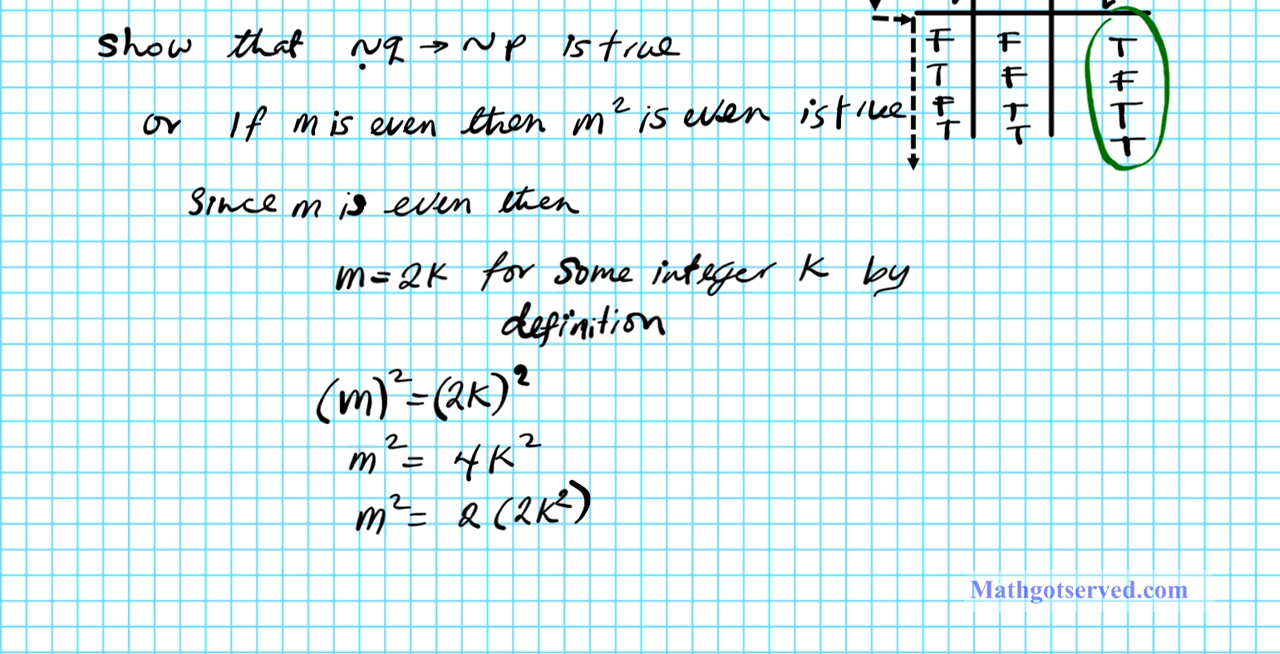 Show that ~q → ~p is true
F F T
T F F
or If m is even then m² is even is true
F T T
T T T
Since m is even then
m = 2K for some integer K by
definition
(m)² = (2K)²
m² = 4K²
m² = 2(2K²)
Mathgotserved.com